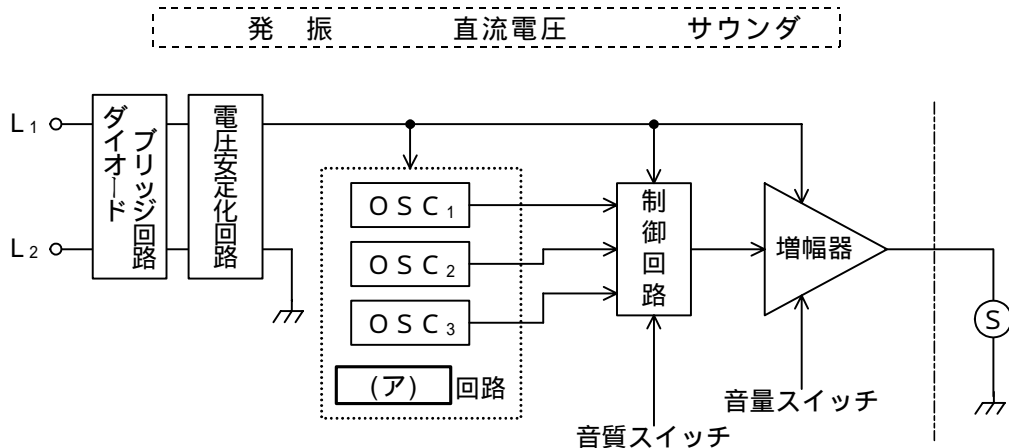 発 振 直流電圧 サウンダ
L1
L2
ダイオード
ブリッジ回路
電圧安定化回路
OSC1
OSC2
OSC3
(ア) 回路
制御回路
増幅器
S
音質スイッチ
音量スイッチ